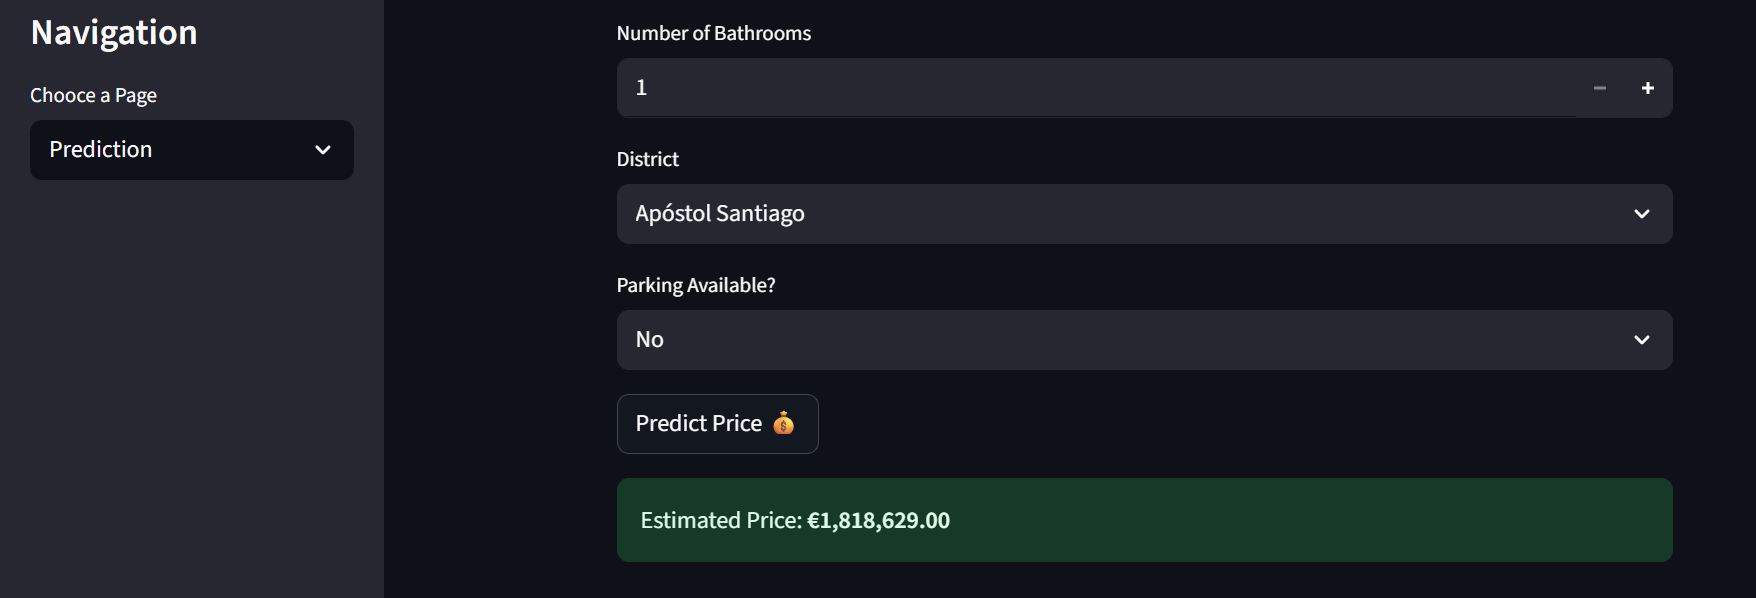 Navigation
Chooce a Page
Prediction
Number of Bathrooms
1
District
Apóstol Santiago
Parking Available?
No
Predict Price 💰
Estimated Price: €1,818,629.00